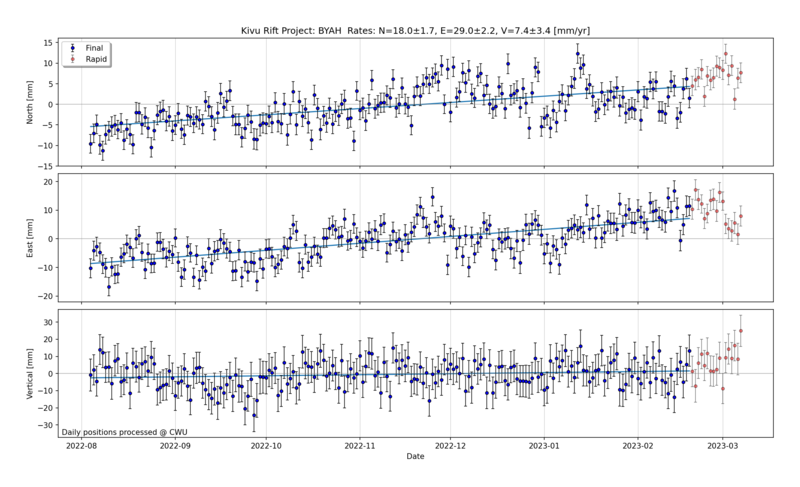 Kivu Rift Project: BYAH  Rates: N=18.0±1.7, E=29.0±2.2, V=7.4±3.4 [mm/yr]
Final
Rapid
North [mm]
15
10
5
0
−5
−10
−15
East [mm]
20
10
0
−10
−20
Vertical [mm]
30
20
10
0
−10
−20
−30
Daily positions processed @ CWU
2022-08 2022-09 2022-10 2022-11 2022-12 2023-01 2023-02 2023-03
Date